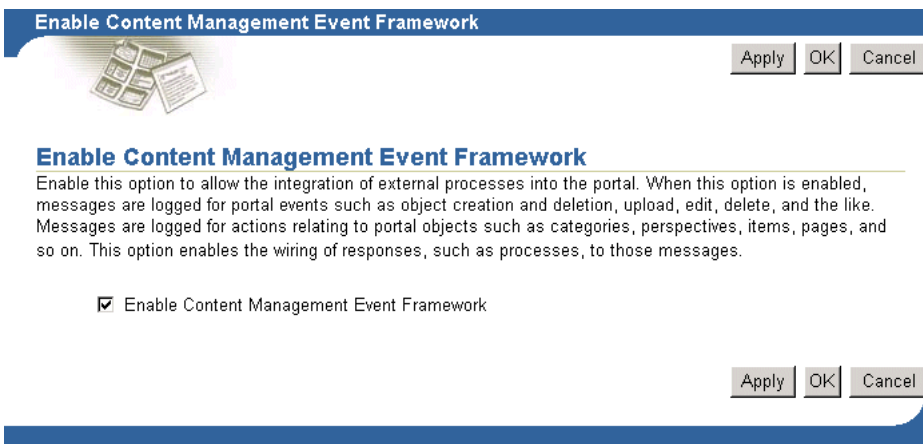 Enable Content Management Event Framework
Apply OK Cancel
Enable Content Management Event Framework
Enable this option to allow the integration of external processes into the portal. When this option is enabled,
messages are logged for portal events such as object creation and deletion, upload, edit, delete, and the like.
Messages are logged for actions relating to portal objects such as categories, perspectives, items, pages, and
so on. This option enables the wiring of responses, such as processes, to those messages.
Enable Content Management Event Framework
Apply OK Cancel